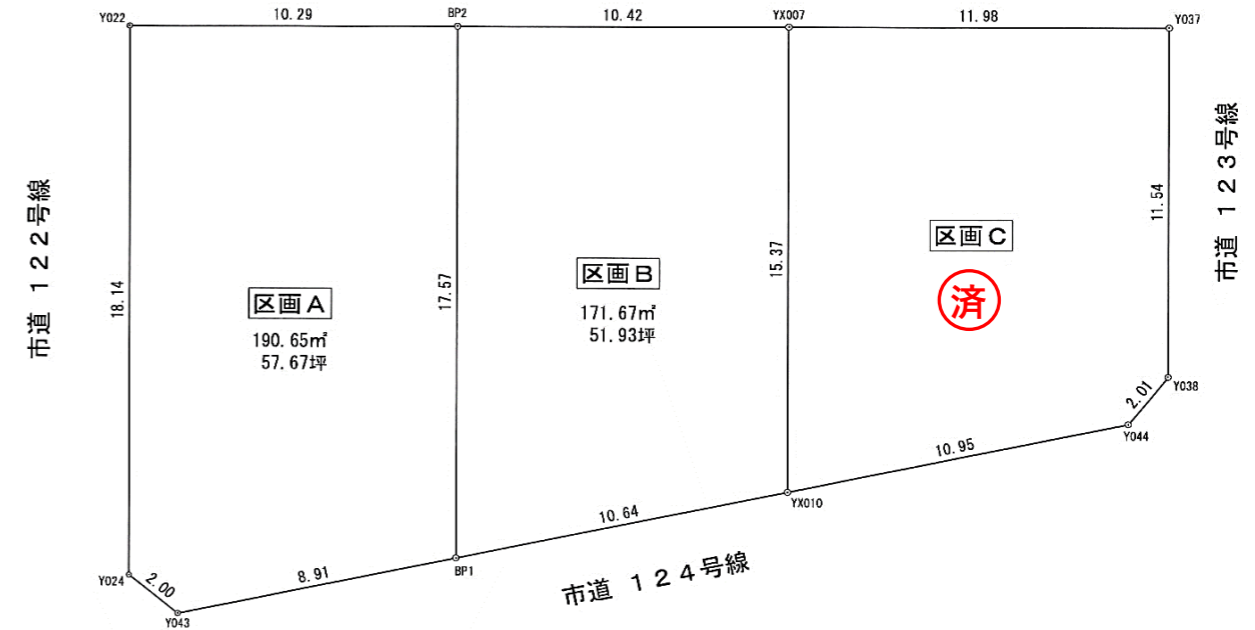 Y022
10.29
BP2
10.42
YX007
11.98
Y037
市道 １２２号線
18.14
区画Ａ
190.65㎡
57.67坪
17.57
区画Ｂ
171.67㎡
51.93坪
15.37
区画Ｃ
済
11.54
市道 １２３号線
Y038
2.01
Y044
10.95
YX010
10.64
BP1
8.91
Y024
2.00
Y043
市道 １２４号線